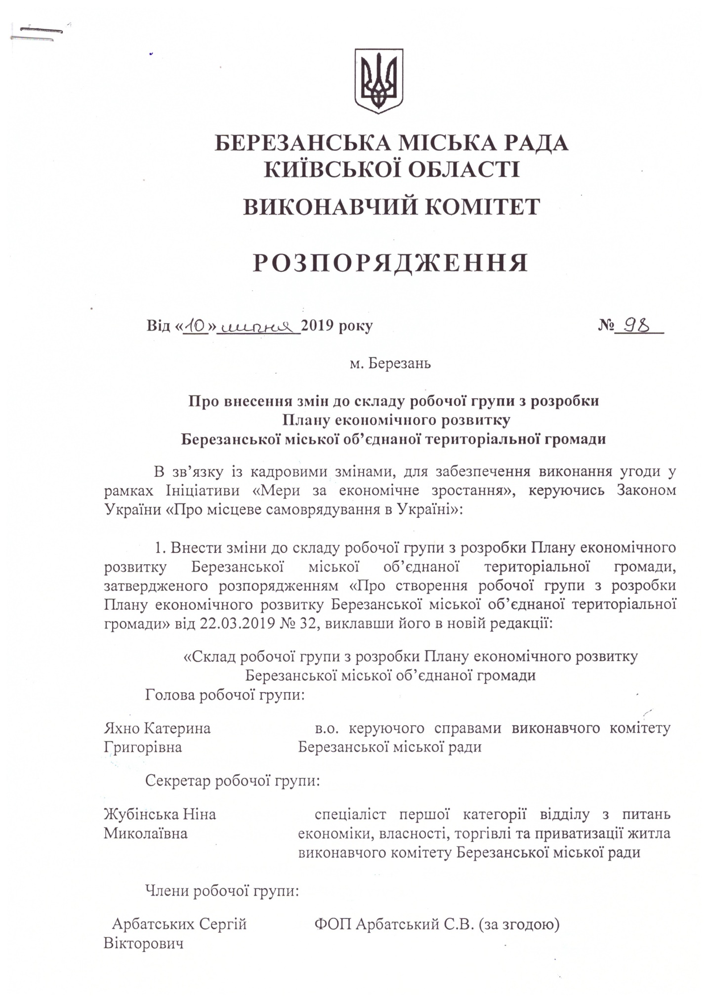 БЕРЕЗАНСЬКА МІСЬКА РАДА
КИЇВСЬКОЇ ОБЛАСТІ
ВИКОНАВЧИЙ КОМІТЕТ
РОЗПОРЯДЖЕННЯ
Від «10» липня 2019 року № 98
м. Березань
Про внесення змін до складу робочої групи з розробки
Плану економічного розвитку
Березанської міської об’єднаної територіальної громади
В зв’язку із кадровими змінами, для забезпечення виконання угоди у
рамках Ініціативи «Мери за економічне зростання», керуючись Законом
України «Про місцеве самоврядування в Україні»:
1. Внести зміни до складу робочої групи з розробки Плану економічного
розвитку Березанської міської об’єднаної територіальної громади,
затвердженого розпорядженням «Про створення робочої групи з розробки
Плану економічного розвитку Березанської міської об’єднаної територіальної
громади» від 22.03.2019 № 32, виклавши його в новій редакції:
«Склад робочої групи з розробки Плану економічного розвитку
Березанської міської об’єднаної громади
Голова робочої групи:
Яхно Катерина в.о. керуючого справами виконавчого комітету
Григорівна Березанської міської ради
Секретар робочої групи:
Жубінська Ніна спеціаліст першої категорії відділу з питань
Миколаївна економіки, власності, торгівлі та приватизації житла
виконавчого комітету Березанської міської ради
Члени робочої групи:
Арбатських Сергій ФОП Арбатський С.В. (за згодою)
Вікторович